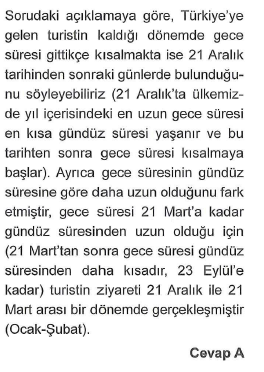 Sorudaki açıklamaya göre, Türkiye'ye
gelen turistin kaldığı dönemde gece
süresi gittikçe kısalmakta ise 21 Aralık
tarihinden sonraki günlerde bulunduğu-
nu söyleyebiliriz (21 Aralık'ta ülkemiz-
de yıl içerisindeki en uzun gece süresi
en kısa gündüz süresi yaşanır ve bu
tarihten sonra gece süresi kısalmaya
başlar). Ayrıca gece süresinin gündüz
süresine göre daha uzun olduğunu fark
etmiştir, gece süresi 21 Mart'a kadar
gündüz süresinden uzun olduğu için
(21 Mart'tan sonra gece süresi gündüz
süresinden daha kısadır, 23 Eylül'e
kadar) turistin ziyareti 21 Aralık ile 21
Mart arası bir dönemde gerçekleşmiştir
(Ocak-Şubat).
Cevap A